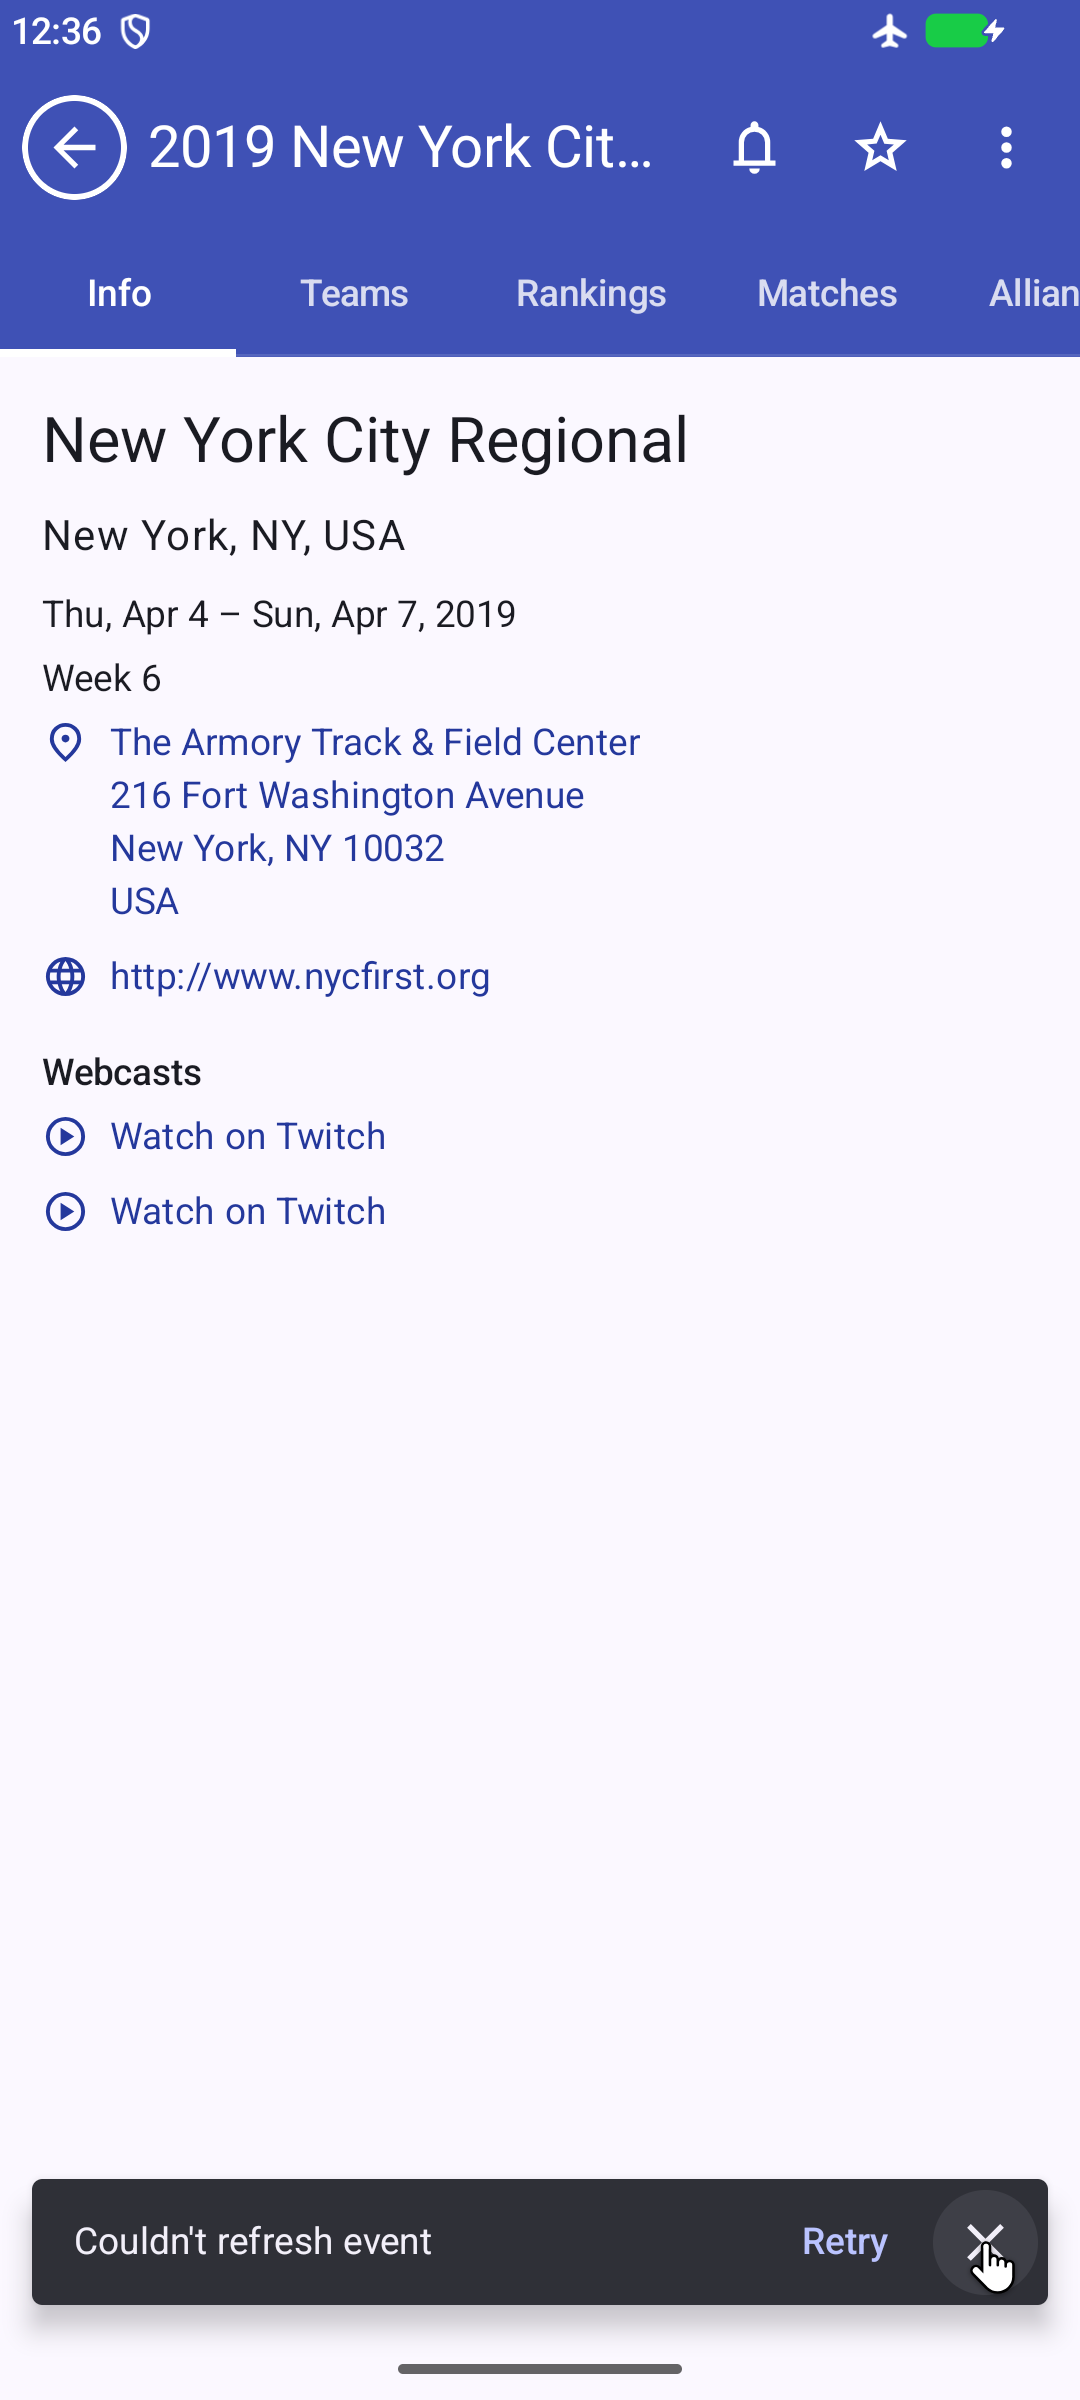 12:36
2019 New York Cit...
Info
Teams
Rankings
Matches
Allian
New York City Regional
New York, NY, USA
Thu, Apr 4 – Sun, Apr 7, 2019
Week 6
The Armory Track & Field Center
216 Fort Washington Avenue
New York, NY 10032
USA
http://www.nycfirst.org
Webcasts
Watch on Twitch
Watch on Twitch
Couldn't refresh event
Retry